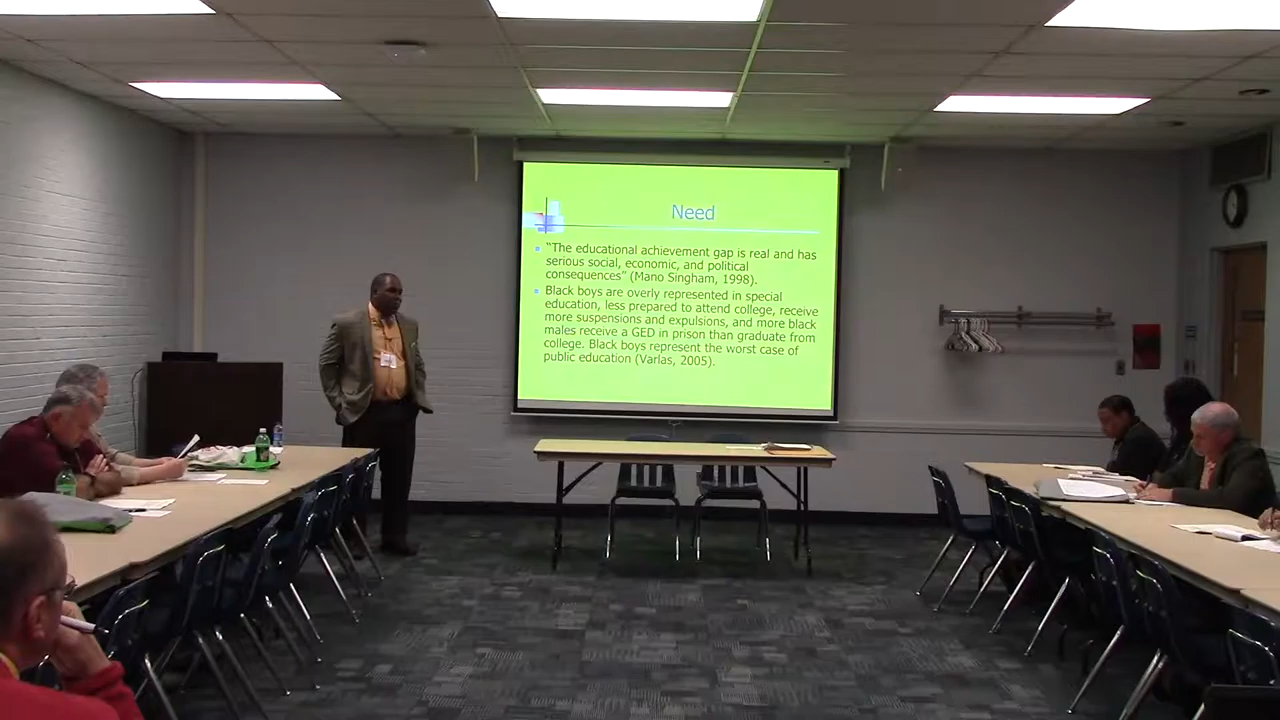 Need
"The educational achievement gap is real and has
serious social, economic, and political
consequences" (Mano Singham, 1998).
Black boys are overly represented in special
education, less prepared to attend college, receive
more suspensions and expulsions, and more black
males receive a GED in prison than graduate from
college. Black boys represent the worst case of
public education (Varlas, 2005).